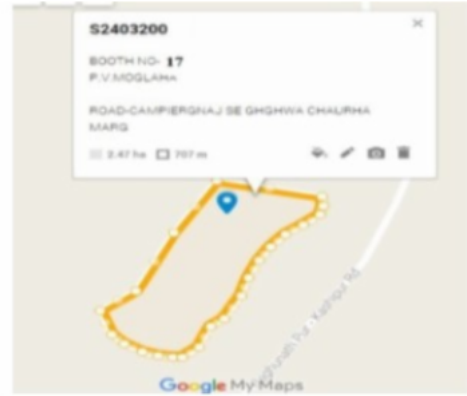 S2403200
BOOTH NO- 17
P.V.MOGLAHA
ROAD-CAMPIERGNAJ SE GHGHWA CHAURHA
MARG
2.47 ha 707 m
Google My Maps